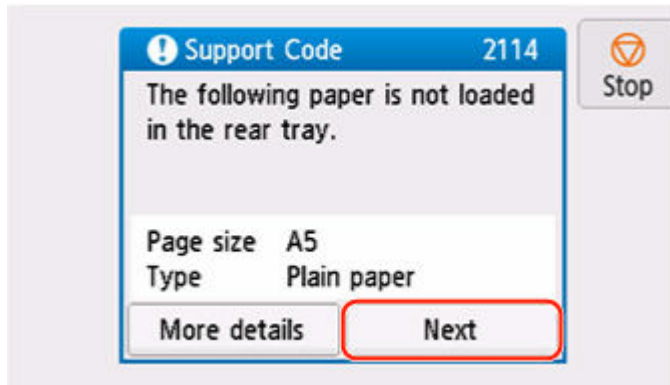 Support Code 2114
Stop
The following paper is not loaded
in the rear tray.
Page size A5
Type Plain paper
More details Next